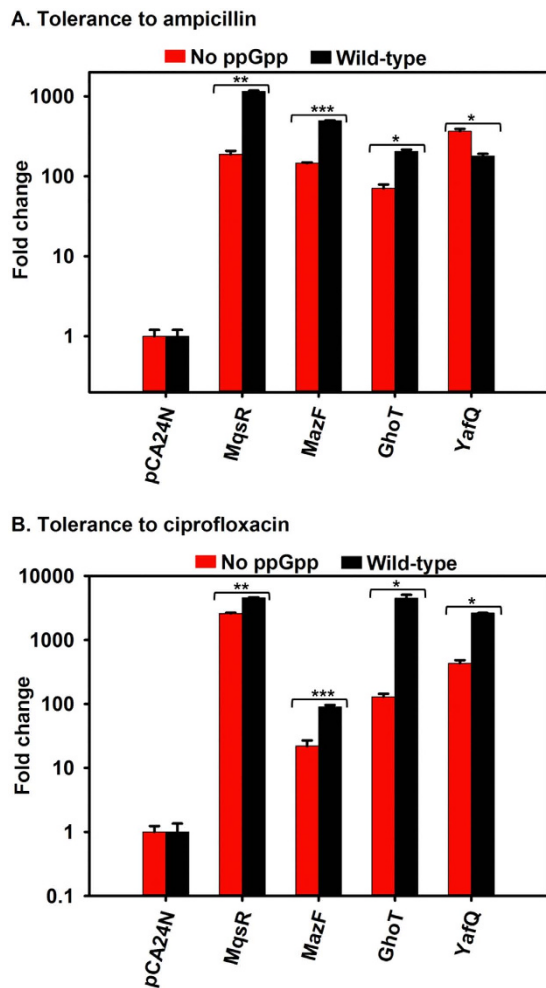 A. Tolerance to ampicillin
No ppGpp Wild-type
Fold change
1000
100
10
1
** *** * *
pCA24N MqsR MazF GhoT YafQ
B. Tolerance to ciprofloxacin
No ppGpp Wild-type
Fold change
10000
1000
100
10
1
0.1
** *** * *
pCA24N MqsR MazF GhoT YafQ